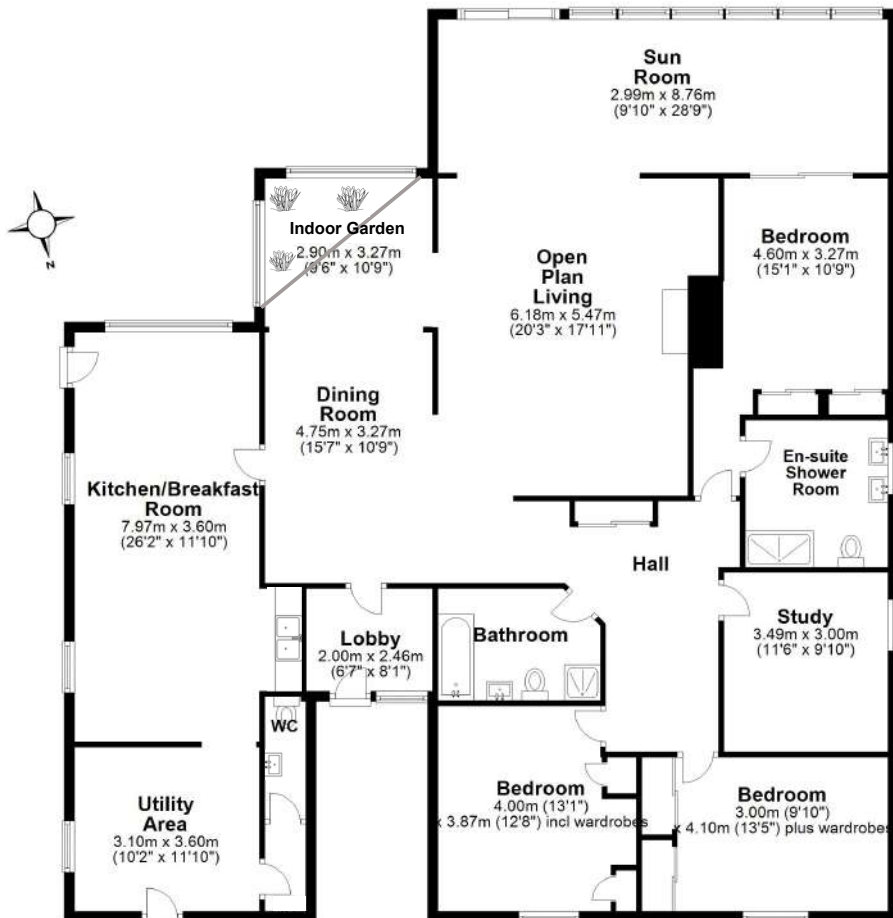 Sun
Room
2.99m x 8.76m
(9'10" x 28'9")
Indoor Garden
2.90m x 3.27m
(9'6" x 10'9")
N
Open
Plan
Living
6.18m x 5.47m
(20'3" x 17'11")
Bedroom
4.60m x 3.27m
(15'1" x 10'9")
Dining
Room
4.75m x 3.27m
(15'7" x 10'9")
Kitchen/Breakfast
Room
7.97m x 3.60m
(26'2" x 11'10")
En-suite
Shower
Room
Hall
Lobby
2.00m x 2.46m
(6'7" x 8'1")
Bathroom
Study
3.49m x 3.00m
(11'6" x 9'10")
WC
Utility
Area
3.10m x 3.60m
(10'2" x 11'10")
Bedroom
4.00m (13'1")
x 3.87m (12'8") incl wardrobes
Bedroom
3.00m (9'10")
x 4.10m (13'5") plus wardrobes